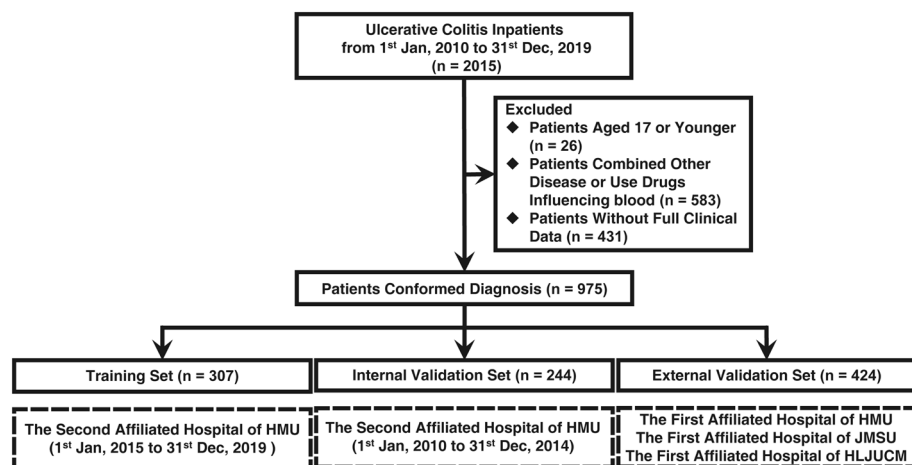 Ulcerative Colitis Inpatients
from 1st Jan, 2010 to 31st Dec, 2019
(n = 2015)
Excluded
◆ Patients Aged 17 or Younger
(n = 26)
◆ Patients Combined Other
Disease or Use Drugs
Influencing blood (n = 583)
◆ Patients Without Full Clinical
Data (n = 431)
Patients Conformed Diagnosis (n = 975)
Training Set (n = 307)
Internal Validation Set (n = 244)
External Validation Set (n = 424)
The Second Affiliated Hospital of HMU
(1st Jan, 2015 to 31st Dec, 2019 )
The Second Affiliated Hospital of HMU
(1st Jan, 2010 to 31st Dec, 2014)
The First Affiliated Hospital of HMU
The First Affiliated Hospital of JMSU
The First Affiliated Hospital of HLJUCM